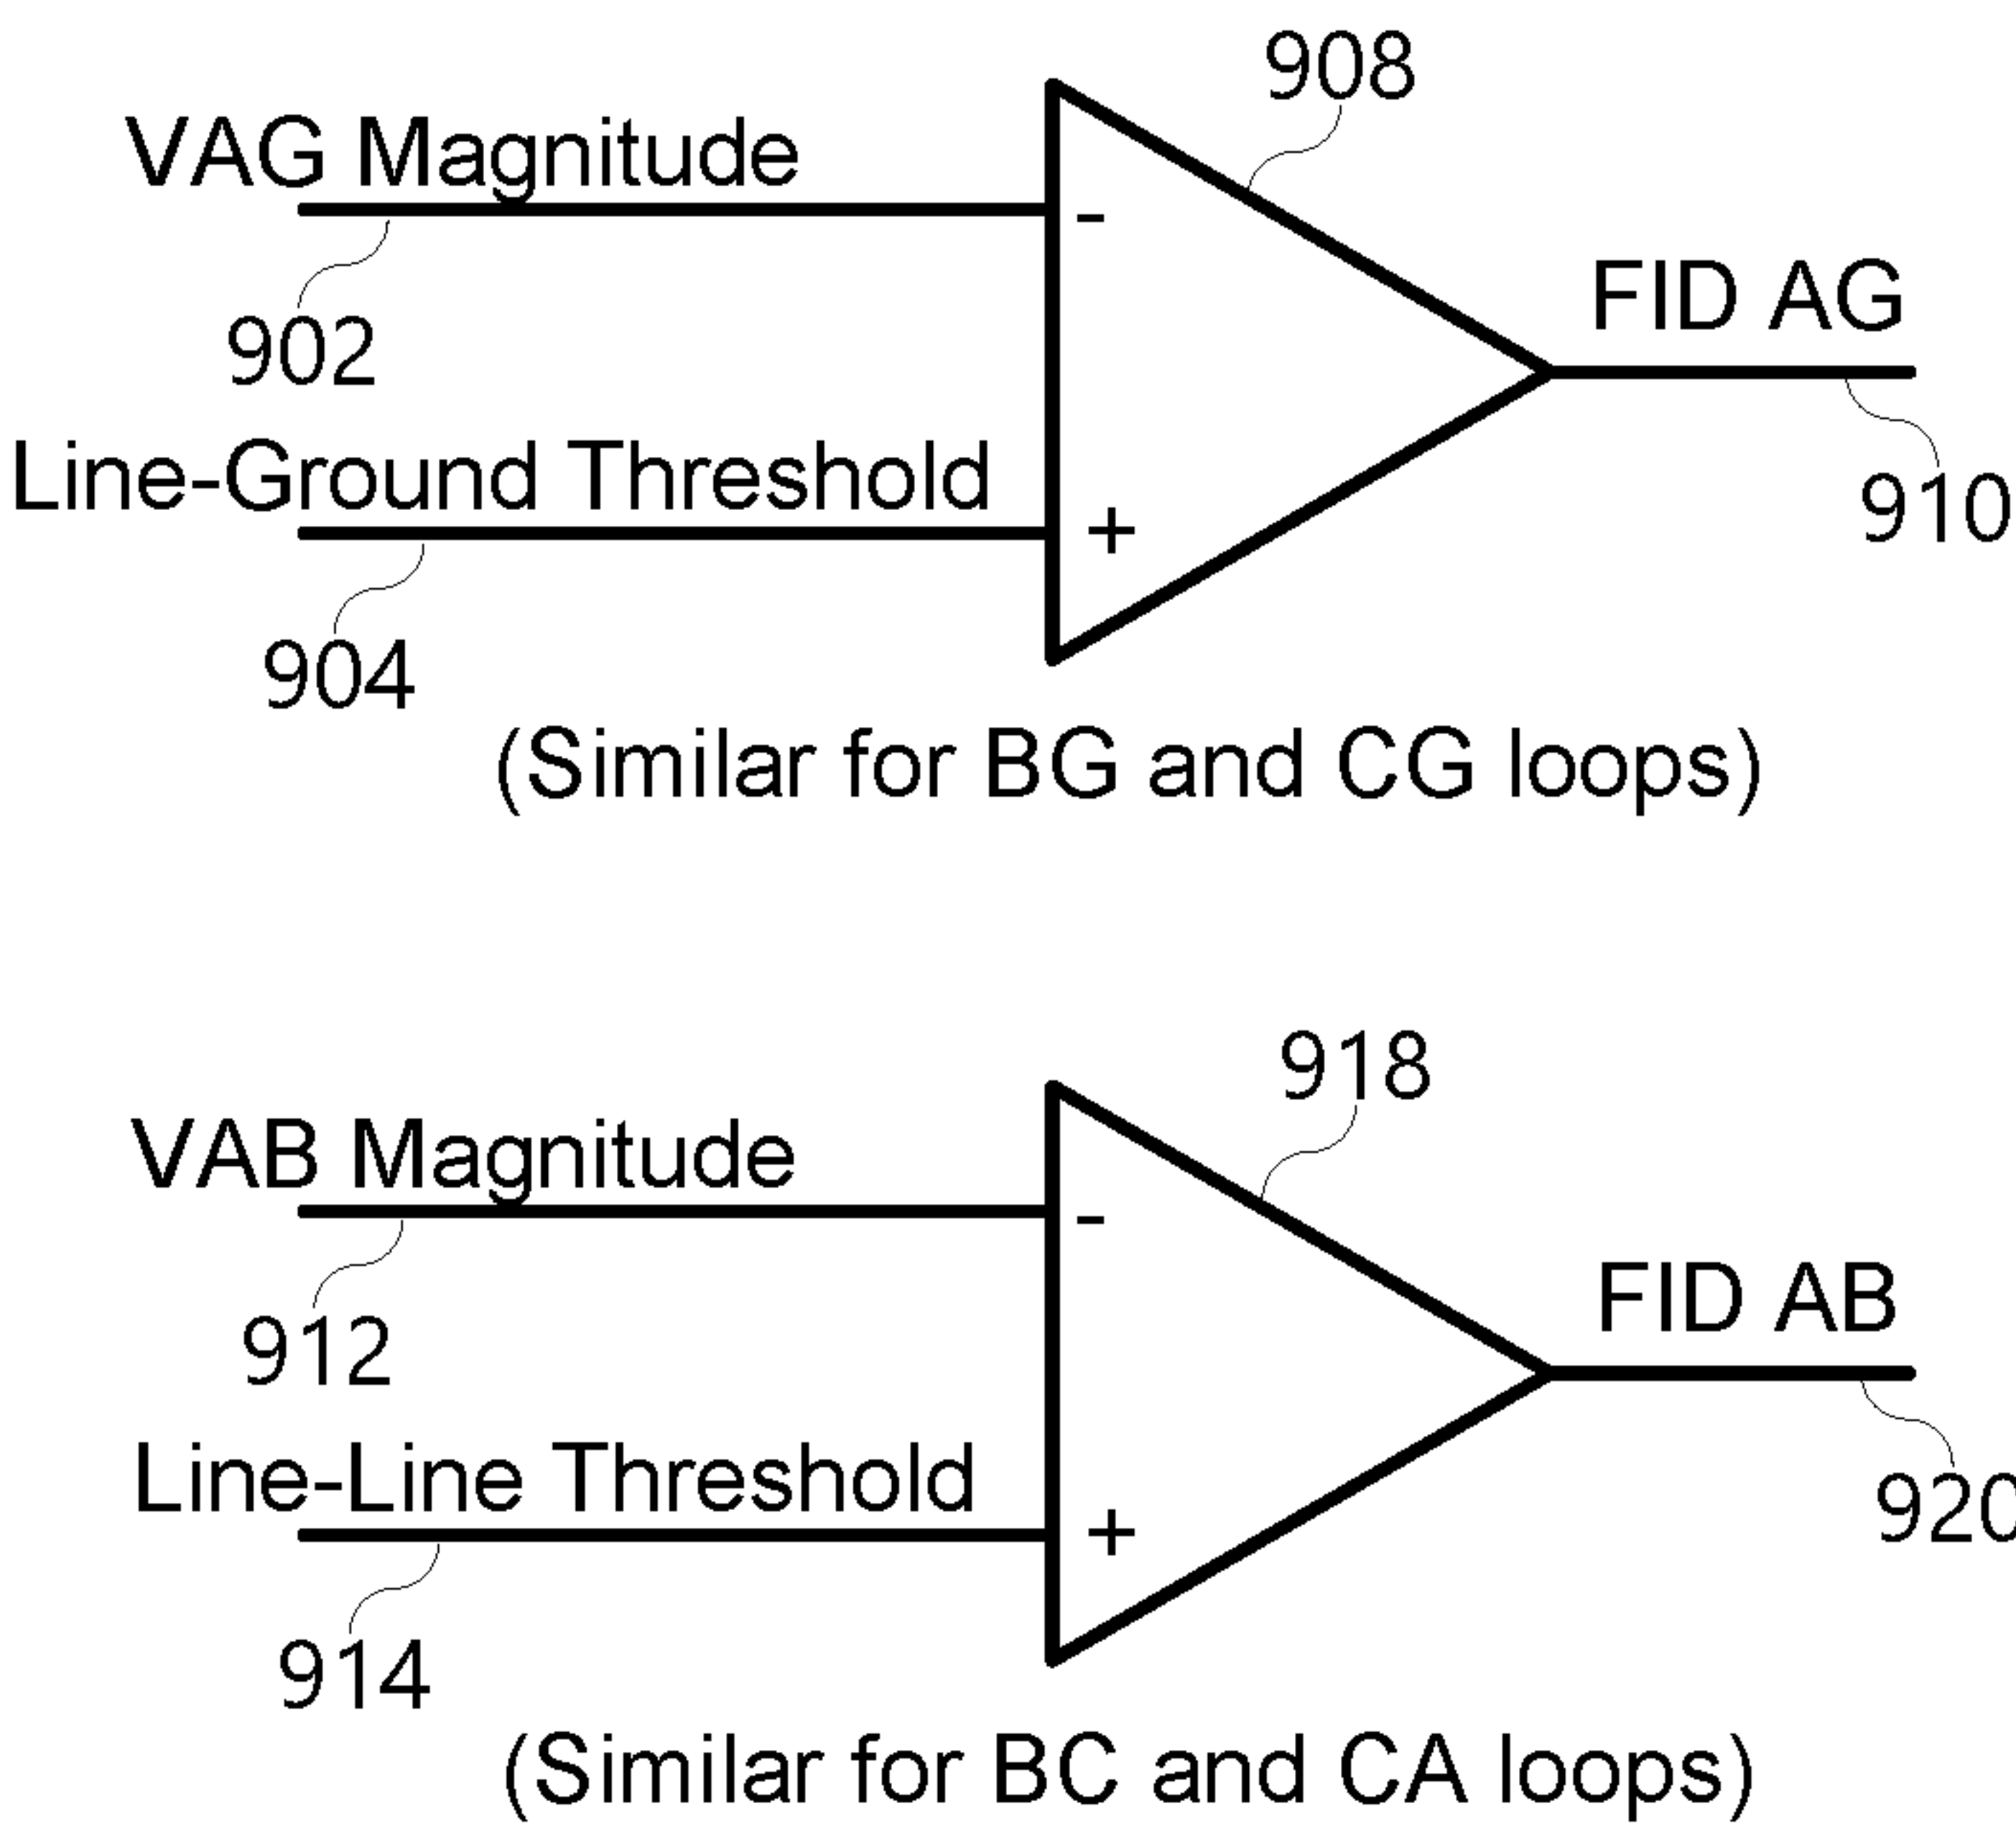 908
VAG Magnitude
-
FID AG
902
910
Line-Ground Threshold
+
904
(Similar for BG and CG loops)
918
VAB Magnitude
-
FID AB
912
920
Line-Line Threshold
+
914
(Similar for BC and CA loops)